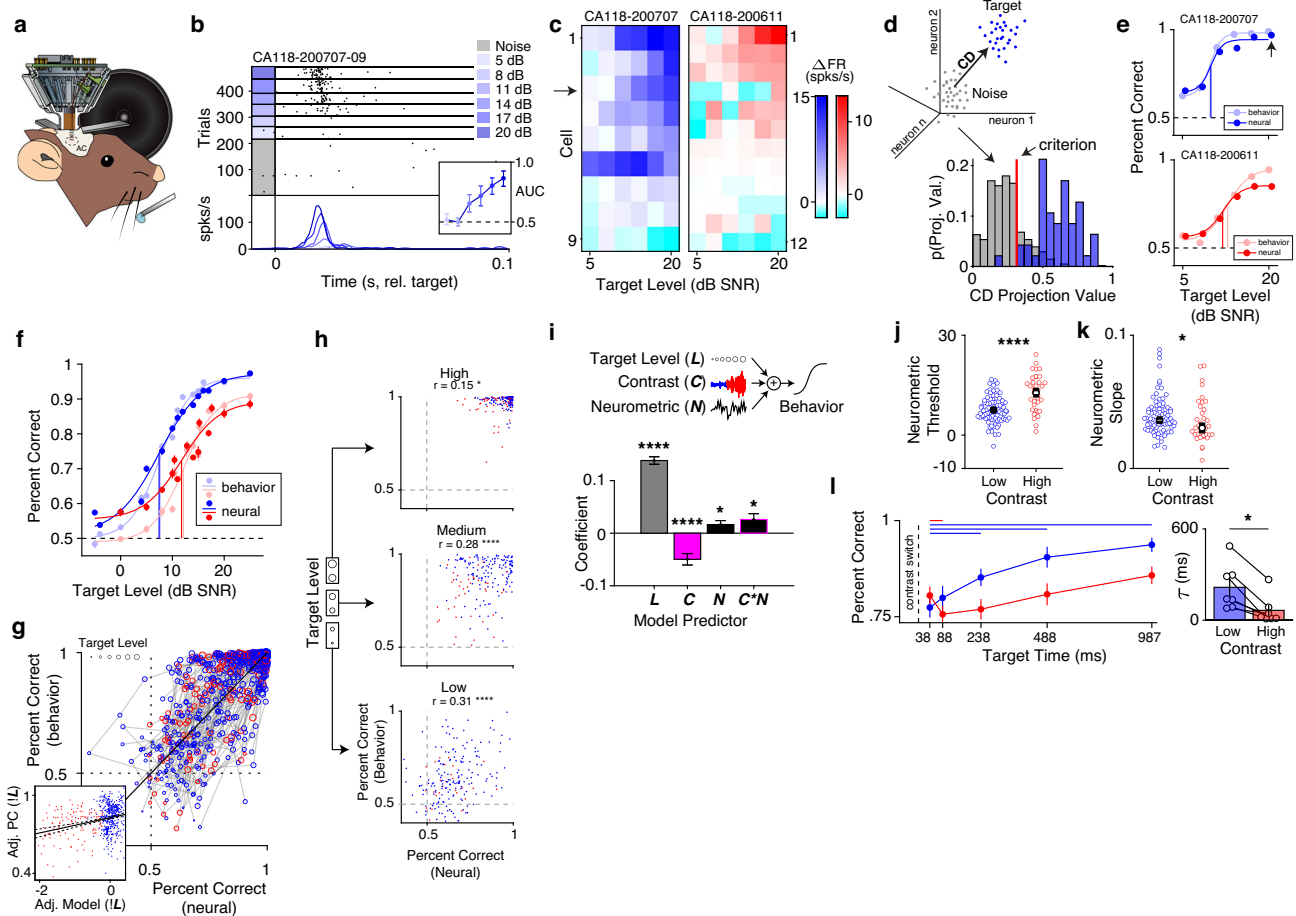 a
AC
b
CA118-200707-09
Noise
5 dB
8 dB
11 dB
14 dB
17 dB
20 dB
Trials
400
300
200
100
0
spks/s
100
0
1.0
AUC
0.5
0
0.1
Time (s, rel. target)
c
CA118-200707
CA118-200611
1
Cell
9
1
12
5
20
5
20
Target Level (dB SNR)
ΔFR
(spks/s)
15
0
10
0
d
Target
neuron 2
CD
Noise
neuron n
neuron 1
criterion
p(Proj. Val.)
0.2
0.1
0
0
0.5
1
CD Projection Value
e
CA118-200707
1
0.5
behavior
neural
Percent Correct
CA118-200611
1
0.5
behavior
neural
5
20
Target Level
(dB SNR)
f
Percent Correct
1
0.9
0.8
0.7
0.6
0.5
behavior
neural
0
10
20
Target Level (dB SNR)
g
Target Level
Percent Correct
(behavior)
1
0.5
0.5
1
Percent Correct
(neural)
Adj. PC (!L)
1
0.4
-2
0
Adj. Model (!L)
h
Target Level
High
r = 0.15 *
1
0.5
Medium
r = 0.28 ****
1
0.5
Low
r = 0.31 ****
Percent Correct
(Behavior)
1
0.5
0.5
1
Percent Correct
(Neural)
i
Target Level (L)
Contrast (C)
Neurometric (N)
+
Behavior
Coefficient
0.1
0
-0.1
****
****
*
*
L
C
N
C*N
Model Predictor
j
Neurometric
Threshold
30
0
-10
****
Low
High
Contrast
k
Neurometric
Slope
0.1
0
*
Low
High
Contrast
l
Percent Correct
1
.75
contrast switch
38
88
238
488
987
Target Time (ms)
τ (ms)
600
0
*
Low
High
Contrast